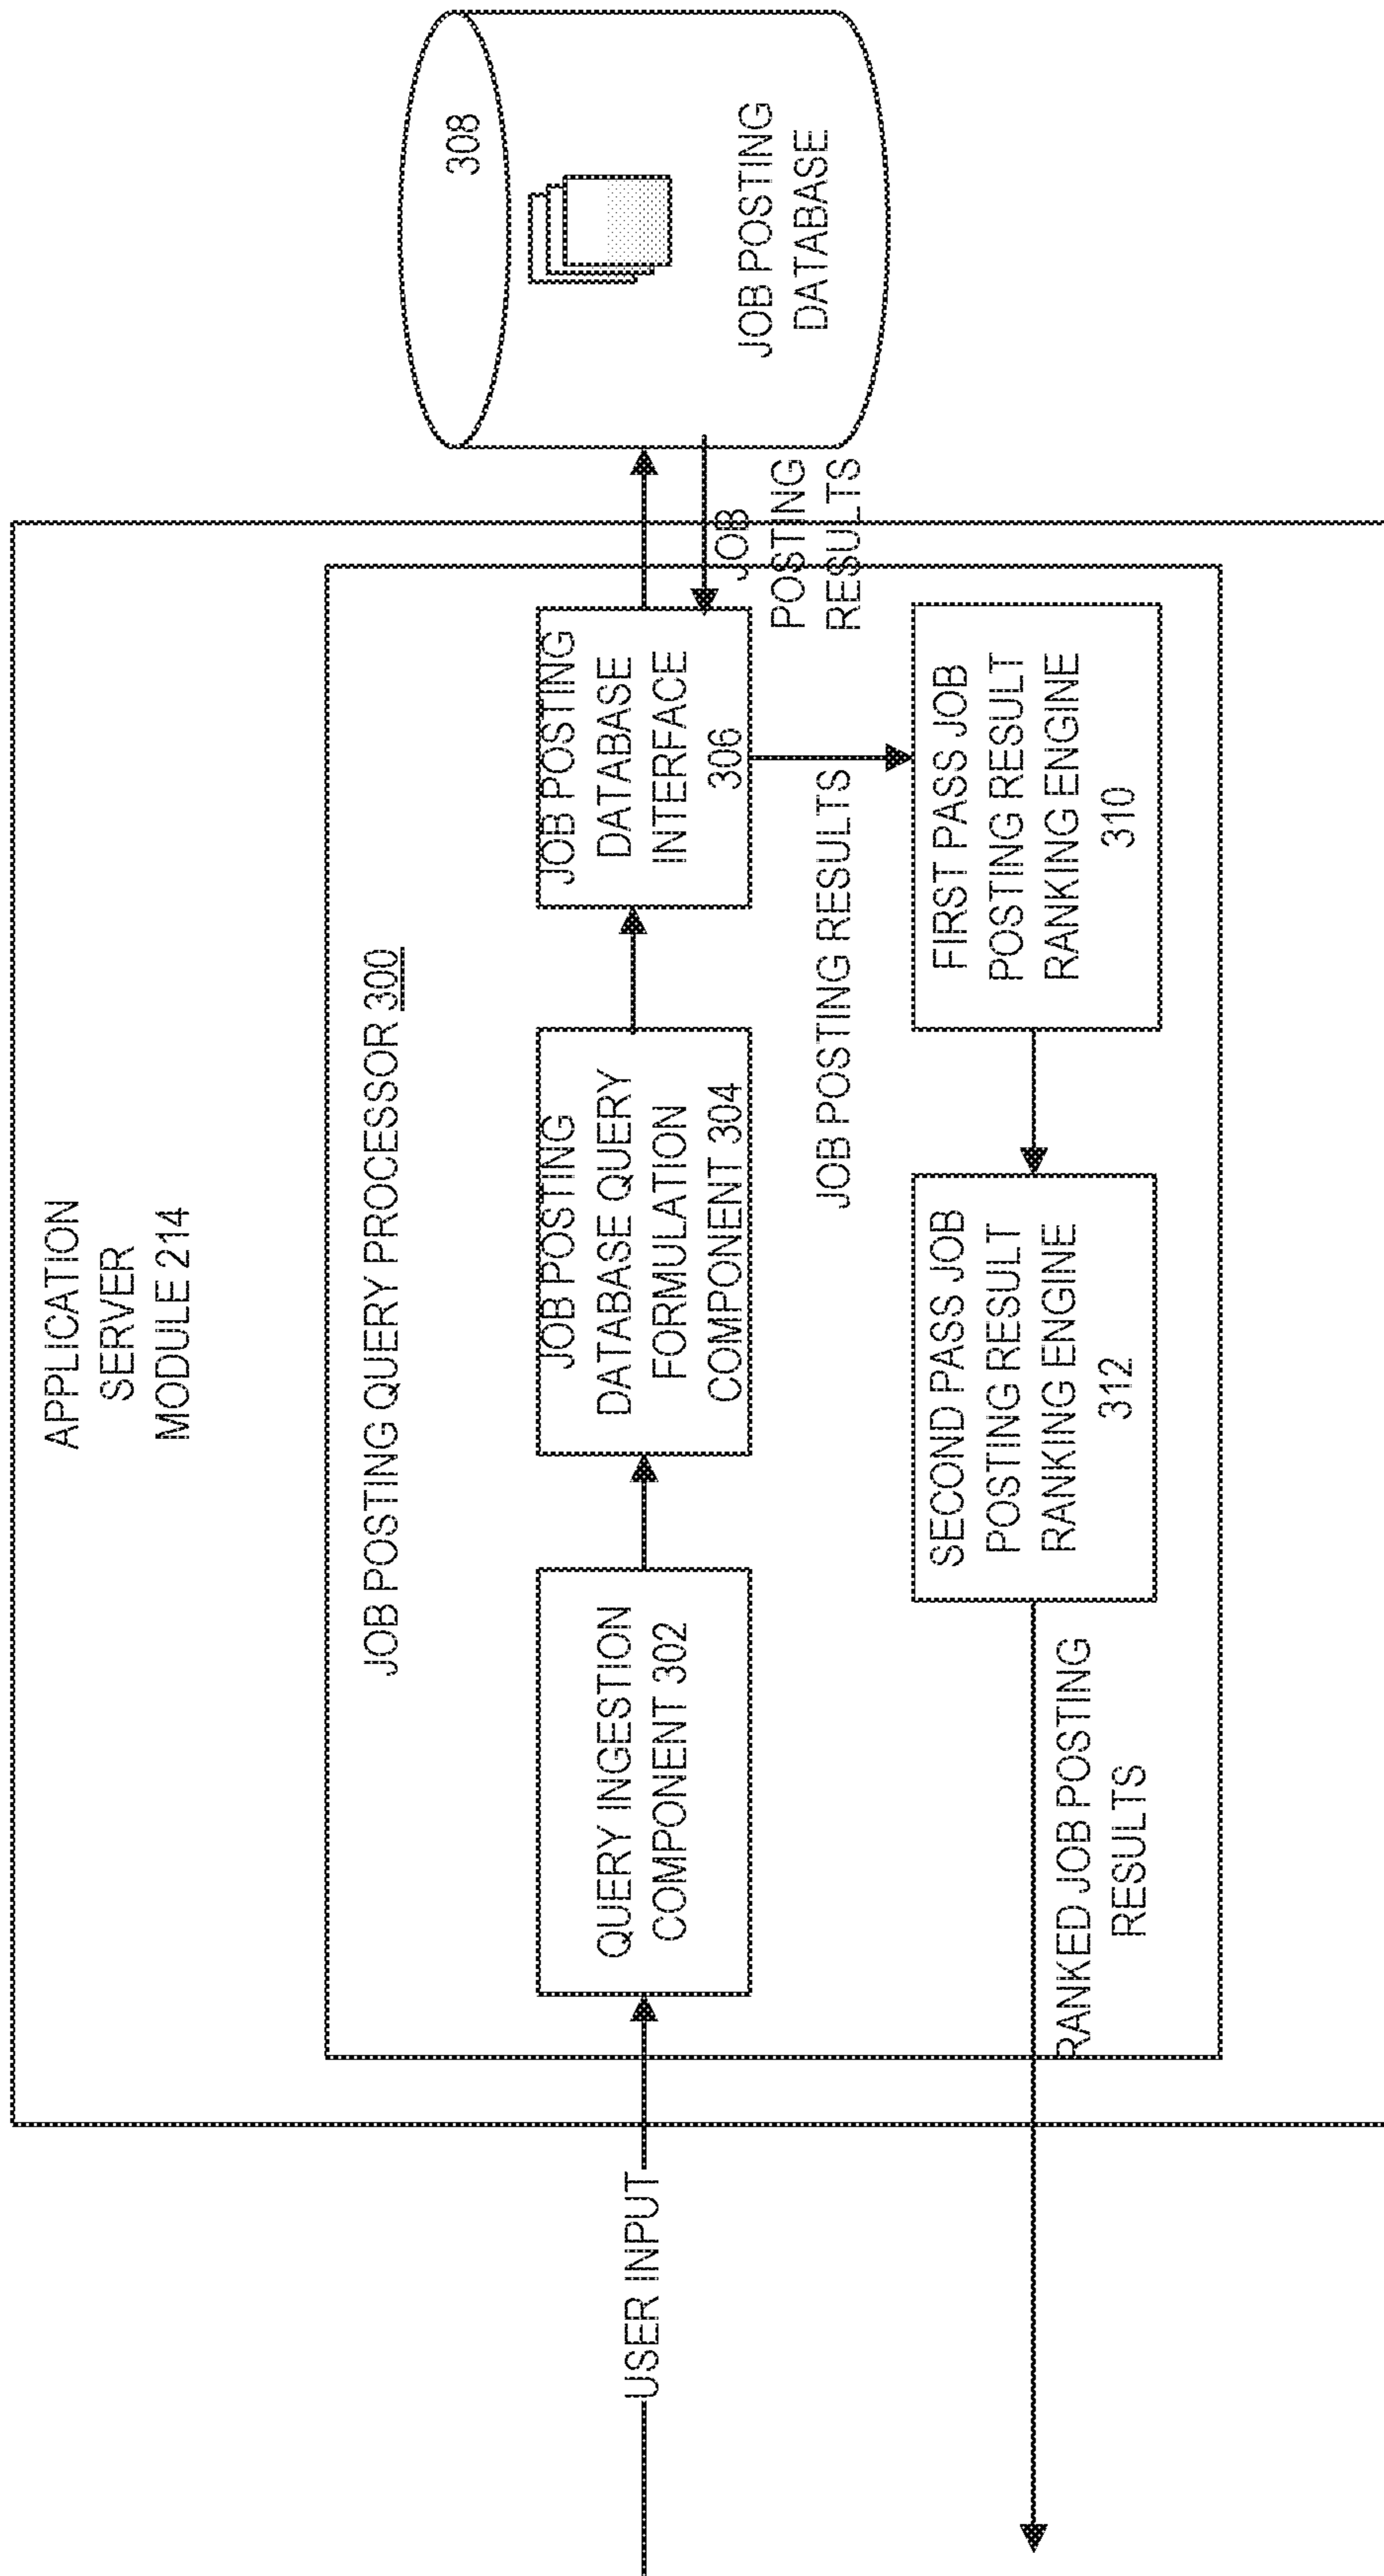 APPLICATION
SERVER
MODULE 214
JOB POSTING QUERY PROCESSOR 300
USER INPUT
QUERY INGESTION
COMPONENT 302
JOB POSTING
DATABASE QUERY
FORMULATION
COMPONENT 304
JOB POSTING
DATABASE
INTERFACE
306
308
JOB POSTING
DATABASE
JOB
POSTING
RESULTS
JOB POSTING RESULTS
FIRST PASS JOB
POSTING RESULT
RANKING ENGINE
310
SECOND PASS JOB
POSTING RESULT
RANKING ENGINE
312
RANKED JOB POSTING
RESULTS